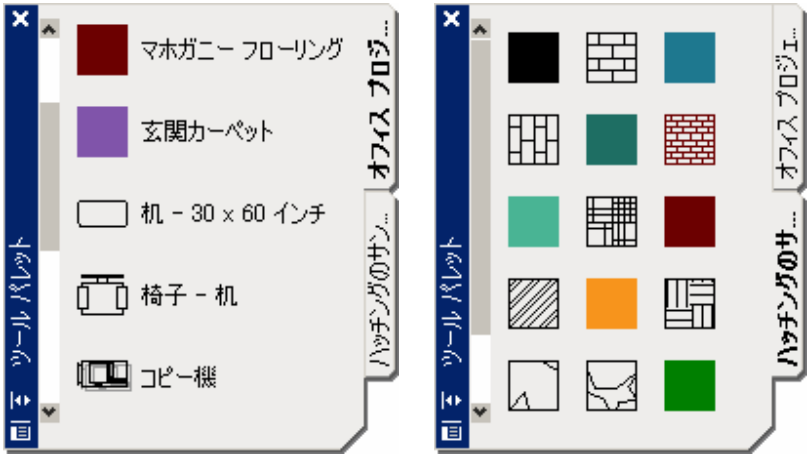 マホガニー フローリング
玄関カーペット
机 - 30 x 60 インチ
椅子 - 机
コピー機
オフィス プロジ...
ハッチングのサン...
ツール パレット
オフィス プロジェ...
ハッチングのサ...
ツール パレット